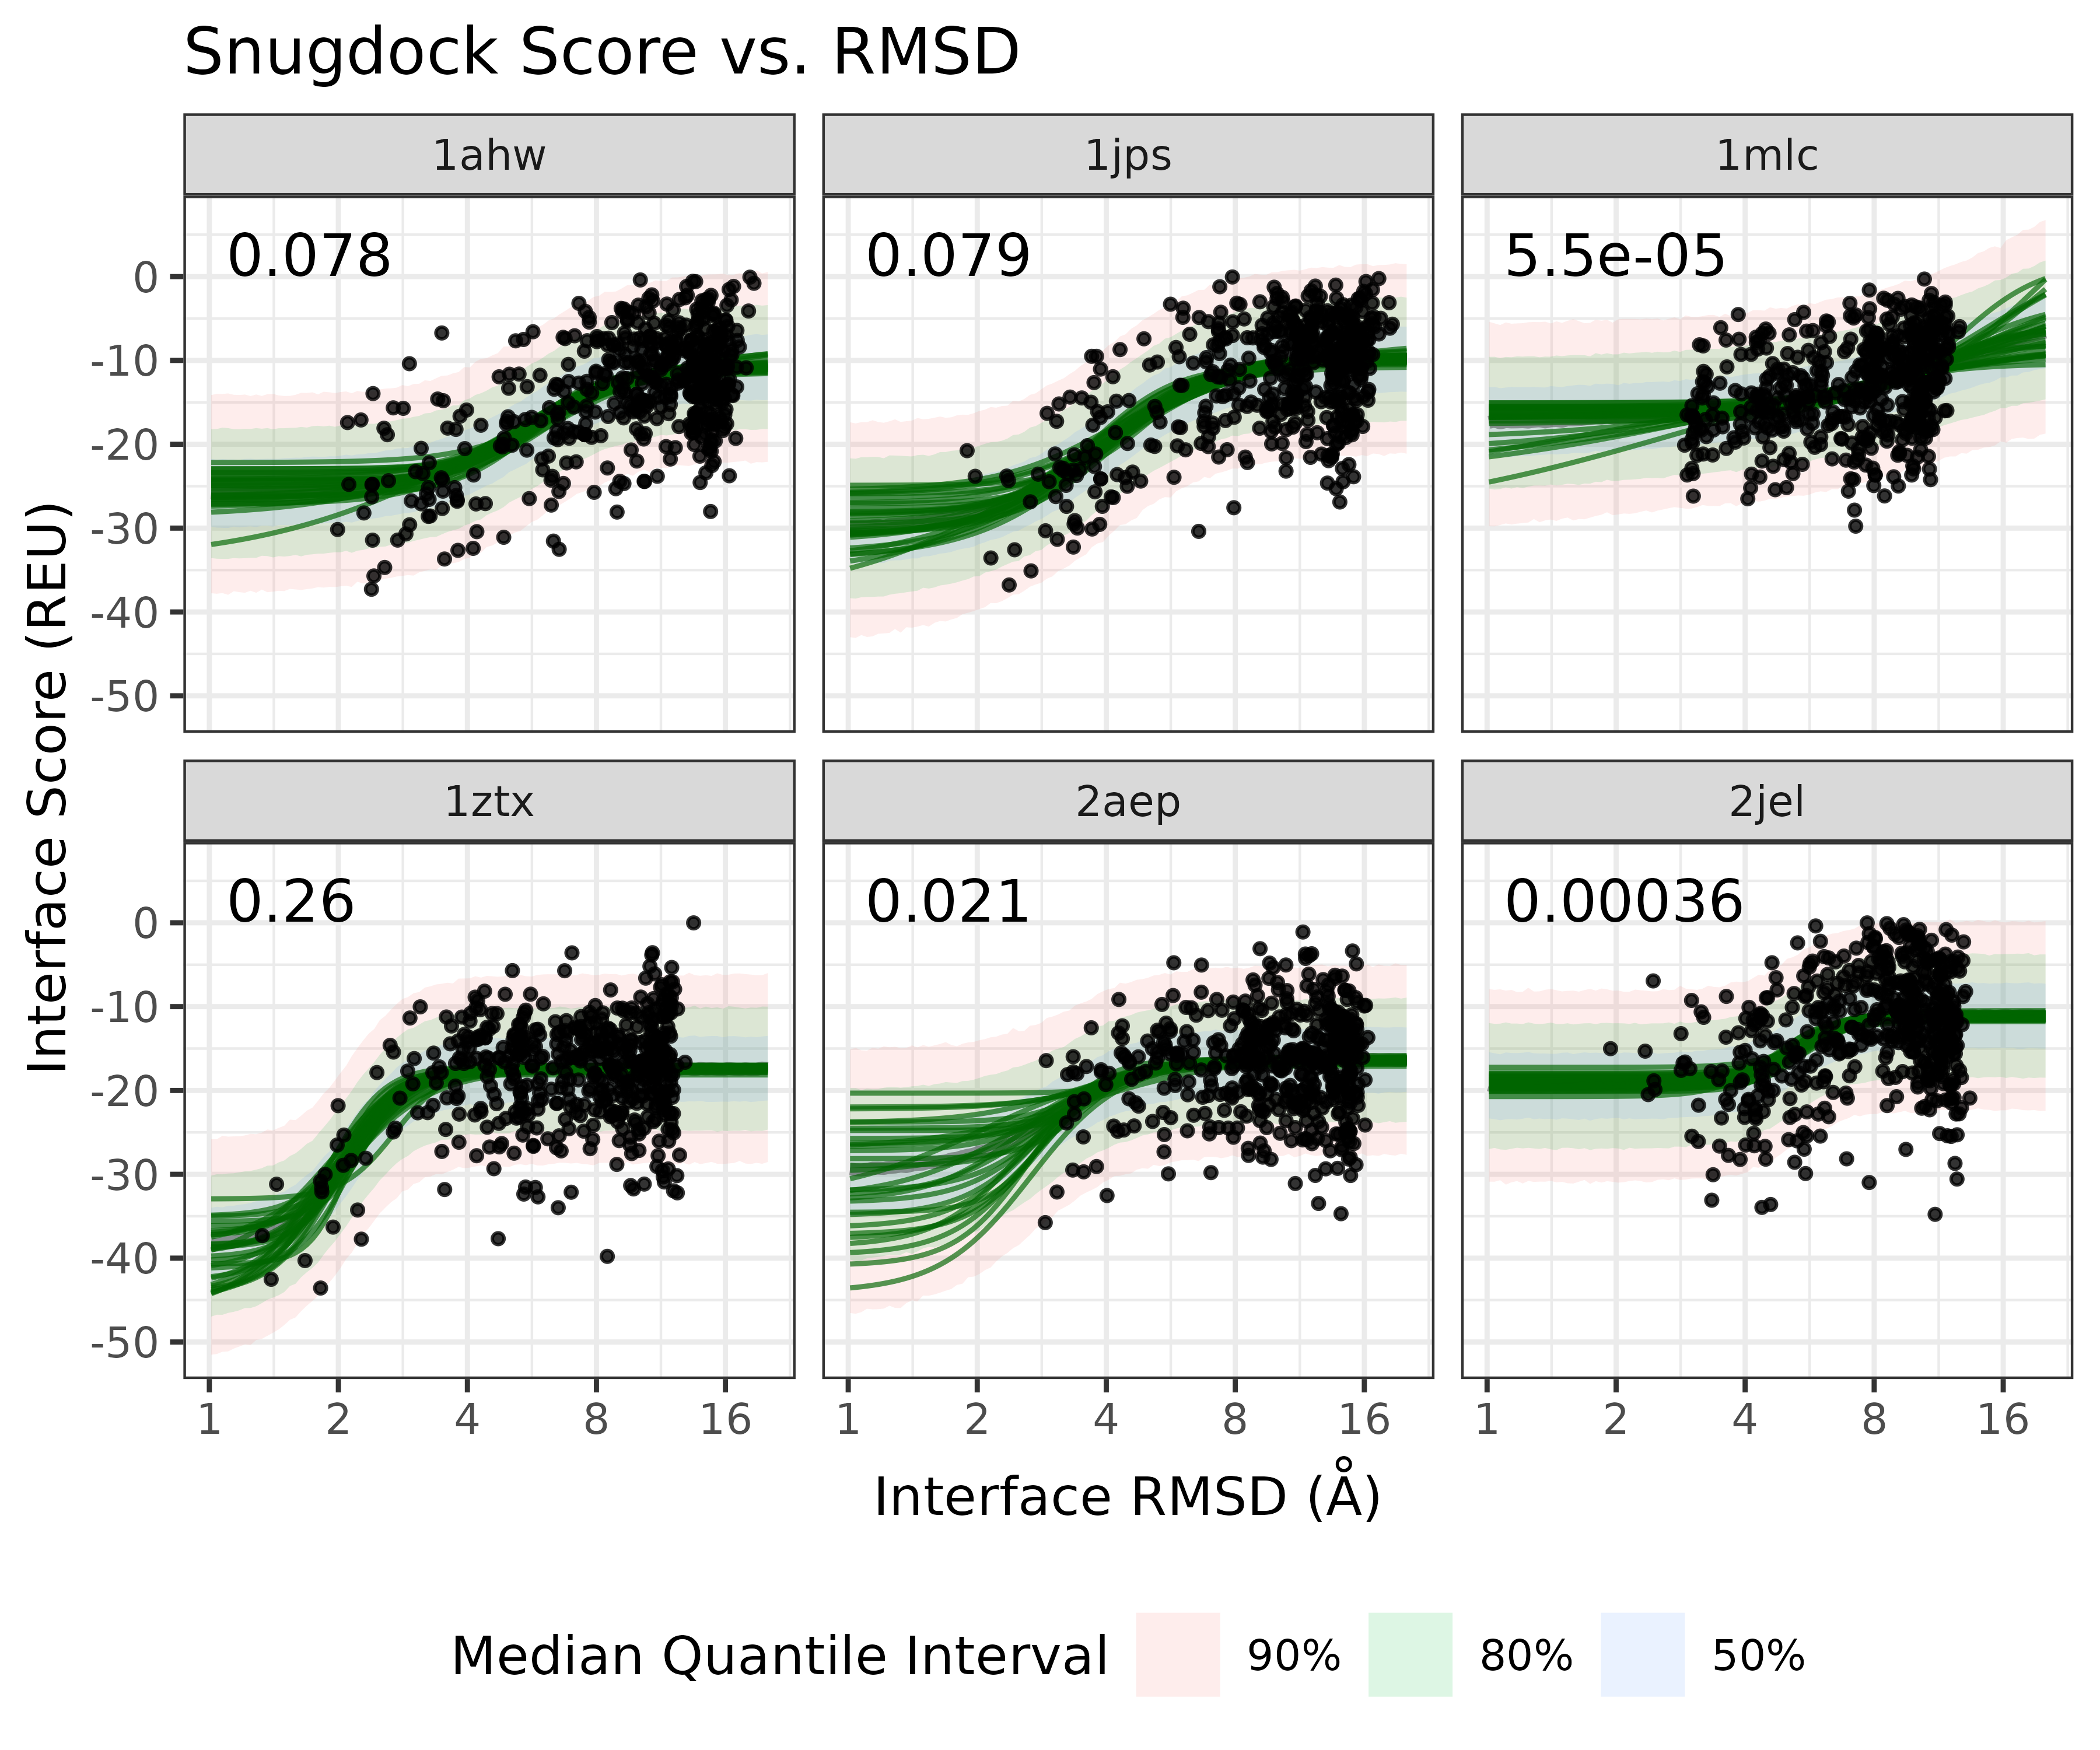 Snugdock Score vs. RMSD
1ahw
1jps
1mlc
0.078
0.079
5.5e-05
0
-10
-20
-30
-40
-50
1ztx
2aep
2jel
0.26
0.021
0.00036
0
-10
-20
-30
-40
-50
Interface Score (REU)
1 2 4 8 16
1 2 4 8 16
1 2 4 8 16
Interface RMSD (Å)
Median Quantile Interval 90% 80% 50%